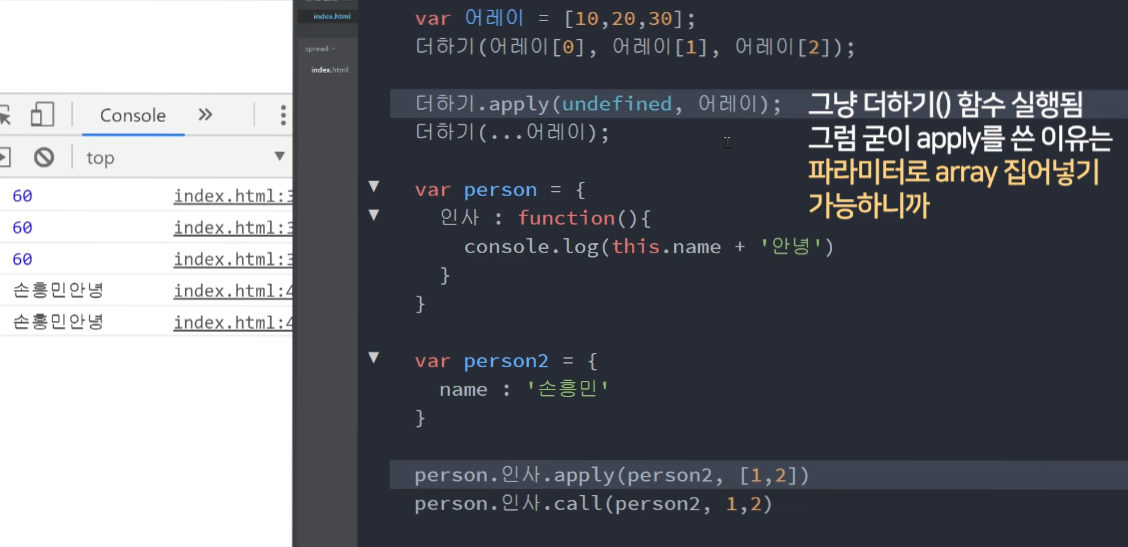 Console
top
60 index.html:3
60 index.html:3
60 index.html:3
손흥민안녕 index.html:4
손흥민안녕 index.html:4
index.html
spread
index.html
var 어레이 = [10,20,30];
더하기(어레이[0], 어레이[1], 어레이[2]);
더하기.apply(undefined, 어레이);
더하기(...어레이);
var person = {
인사 : function(){
console.log(this.name + '안녕')
}
}
var person2 = {
name : '손흥민'
}
person.인사.apply(person2, [1,2])
person.인사.call(person2, 1,2)
그냥 더하기() 함수 실행됨
그럼 굳이 apply를 쓴 이유는
파라미터로 array 집어넣기
가능하니까